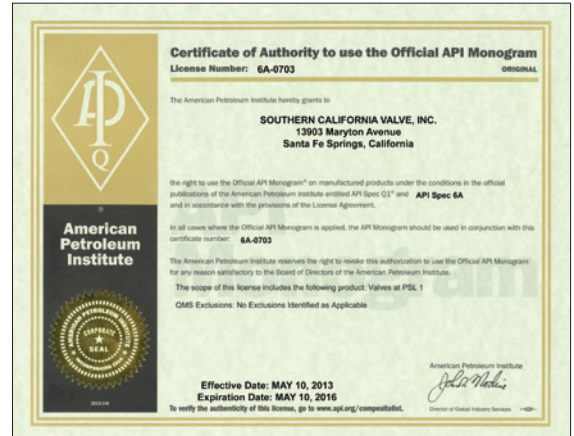 Certificate of Authority to use the Official API Monogram
License Number: 6A-0703
ORIGINAL
The American Petroleum Institute hereby grants to
SOUTHERN CALIFORNIA VALVE, INC.
13903 Maryton Avenue
Santa Fe Springs, California
the right to use the Official API Monogram® on manufactured products under the conditions in the official
publications of the American Petroleum Institute entitled API Spec Q1® and API Spec 6A
and in accordance with the provisions of the License Agreement.
In all cases where the Official API Monogram is applied, the API Monogram should be used in conjunction with this
certificate number: 6A-0703
The American Petroleum Institute reserves the right to revoke this authorization to use the Official API Monogram
for any reason satisfactory to the Board of Directors of the American Petroleum Institute.
The scope of this license includes the following product: Valves at PSL 1
QMS Exclusions: No Exclusions Identified as Applicable
American Petroleum Institute
Effective Date: MAY 10, 2013
Expiration Date: MAY 10, 2016
To verify the authenticity of this license, go to www.api.org/compositelist.
Director of Global Industry Services
API
Q
American
Petroleum
Institute
AMERICAN PETROLEUM INSTITUTE
CORPORATE
SEAL